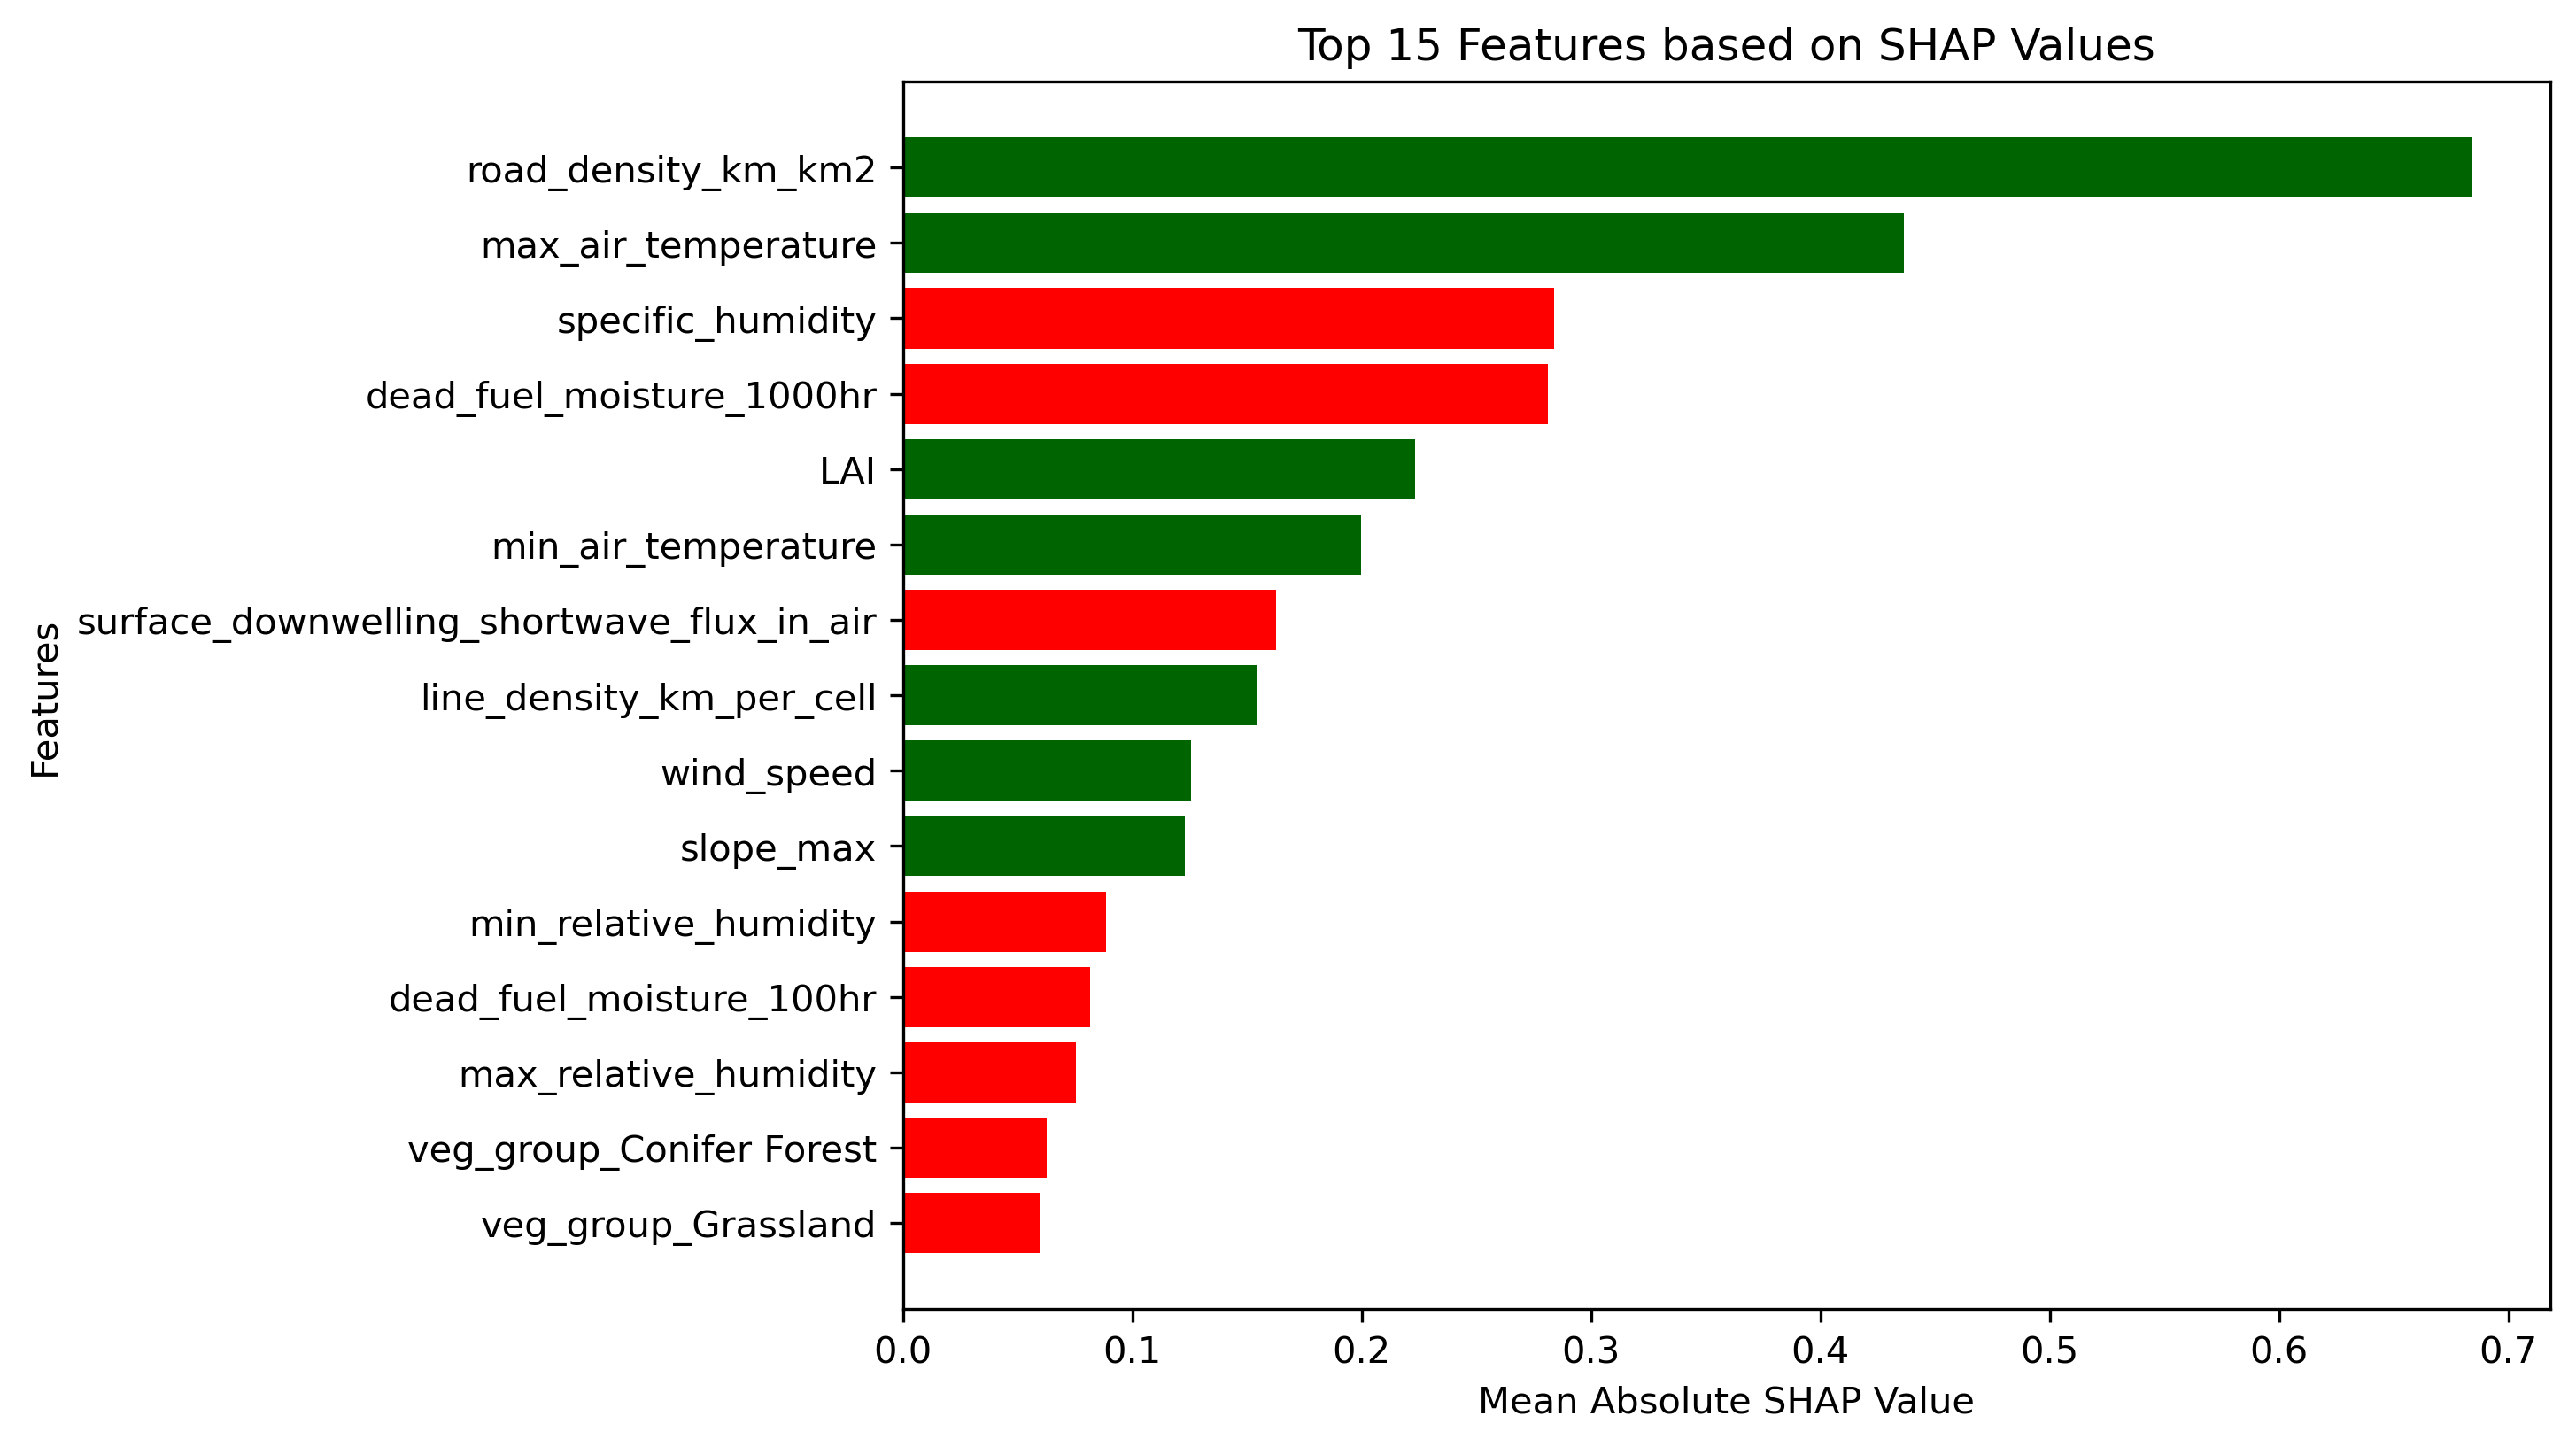 Top 15 Features based on SHAP Values
Features
road_density_km_km2
max_air_temperature
specific_humidity
dead_fuel_moisture_1000hr
LAI
min_air_temperature
surface_downwelling_shortwave_flux_in_air
line_density_km_per_cell
wind_speed
slope_max
min_relative_humidity
dead_fuel_moisture_100hr
max_relative_humidity
veg_group_Conifer Forest
veg_group_Grassland
0.0 0.1 0.2 0.3 0.4 0.5 0.6 0.7
Mean Absolute SHAP Value